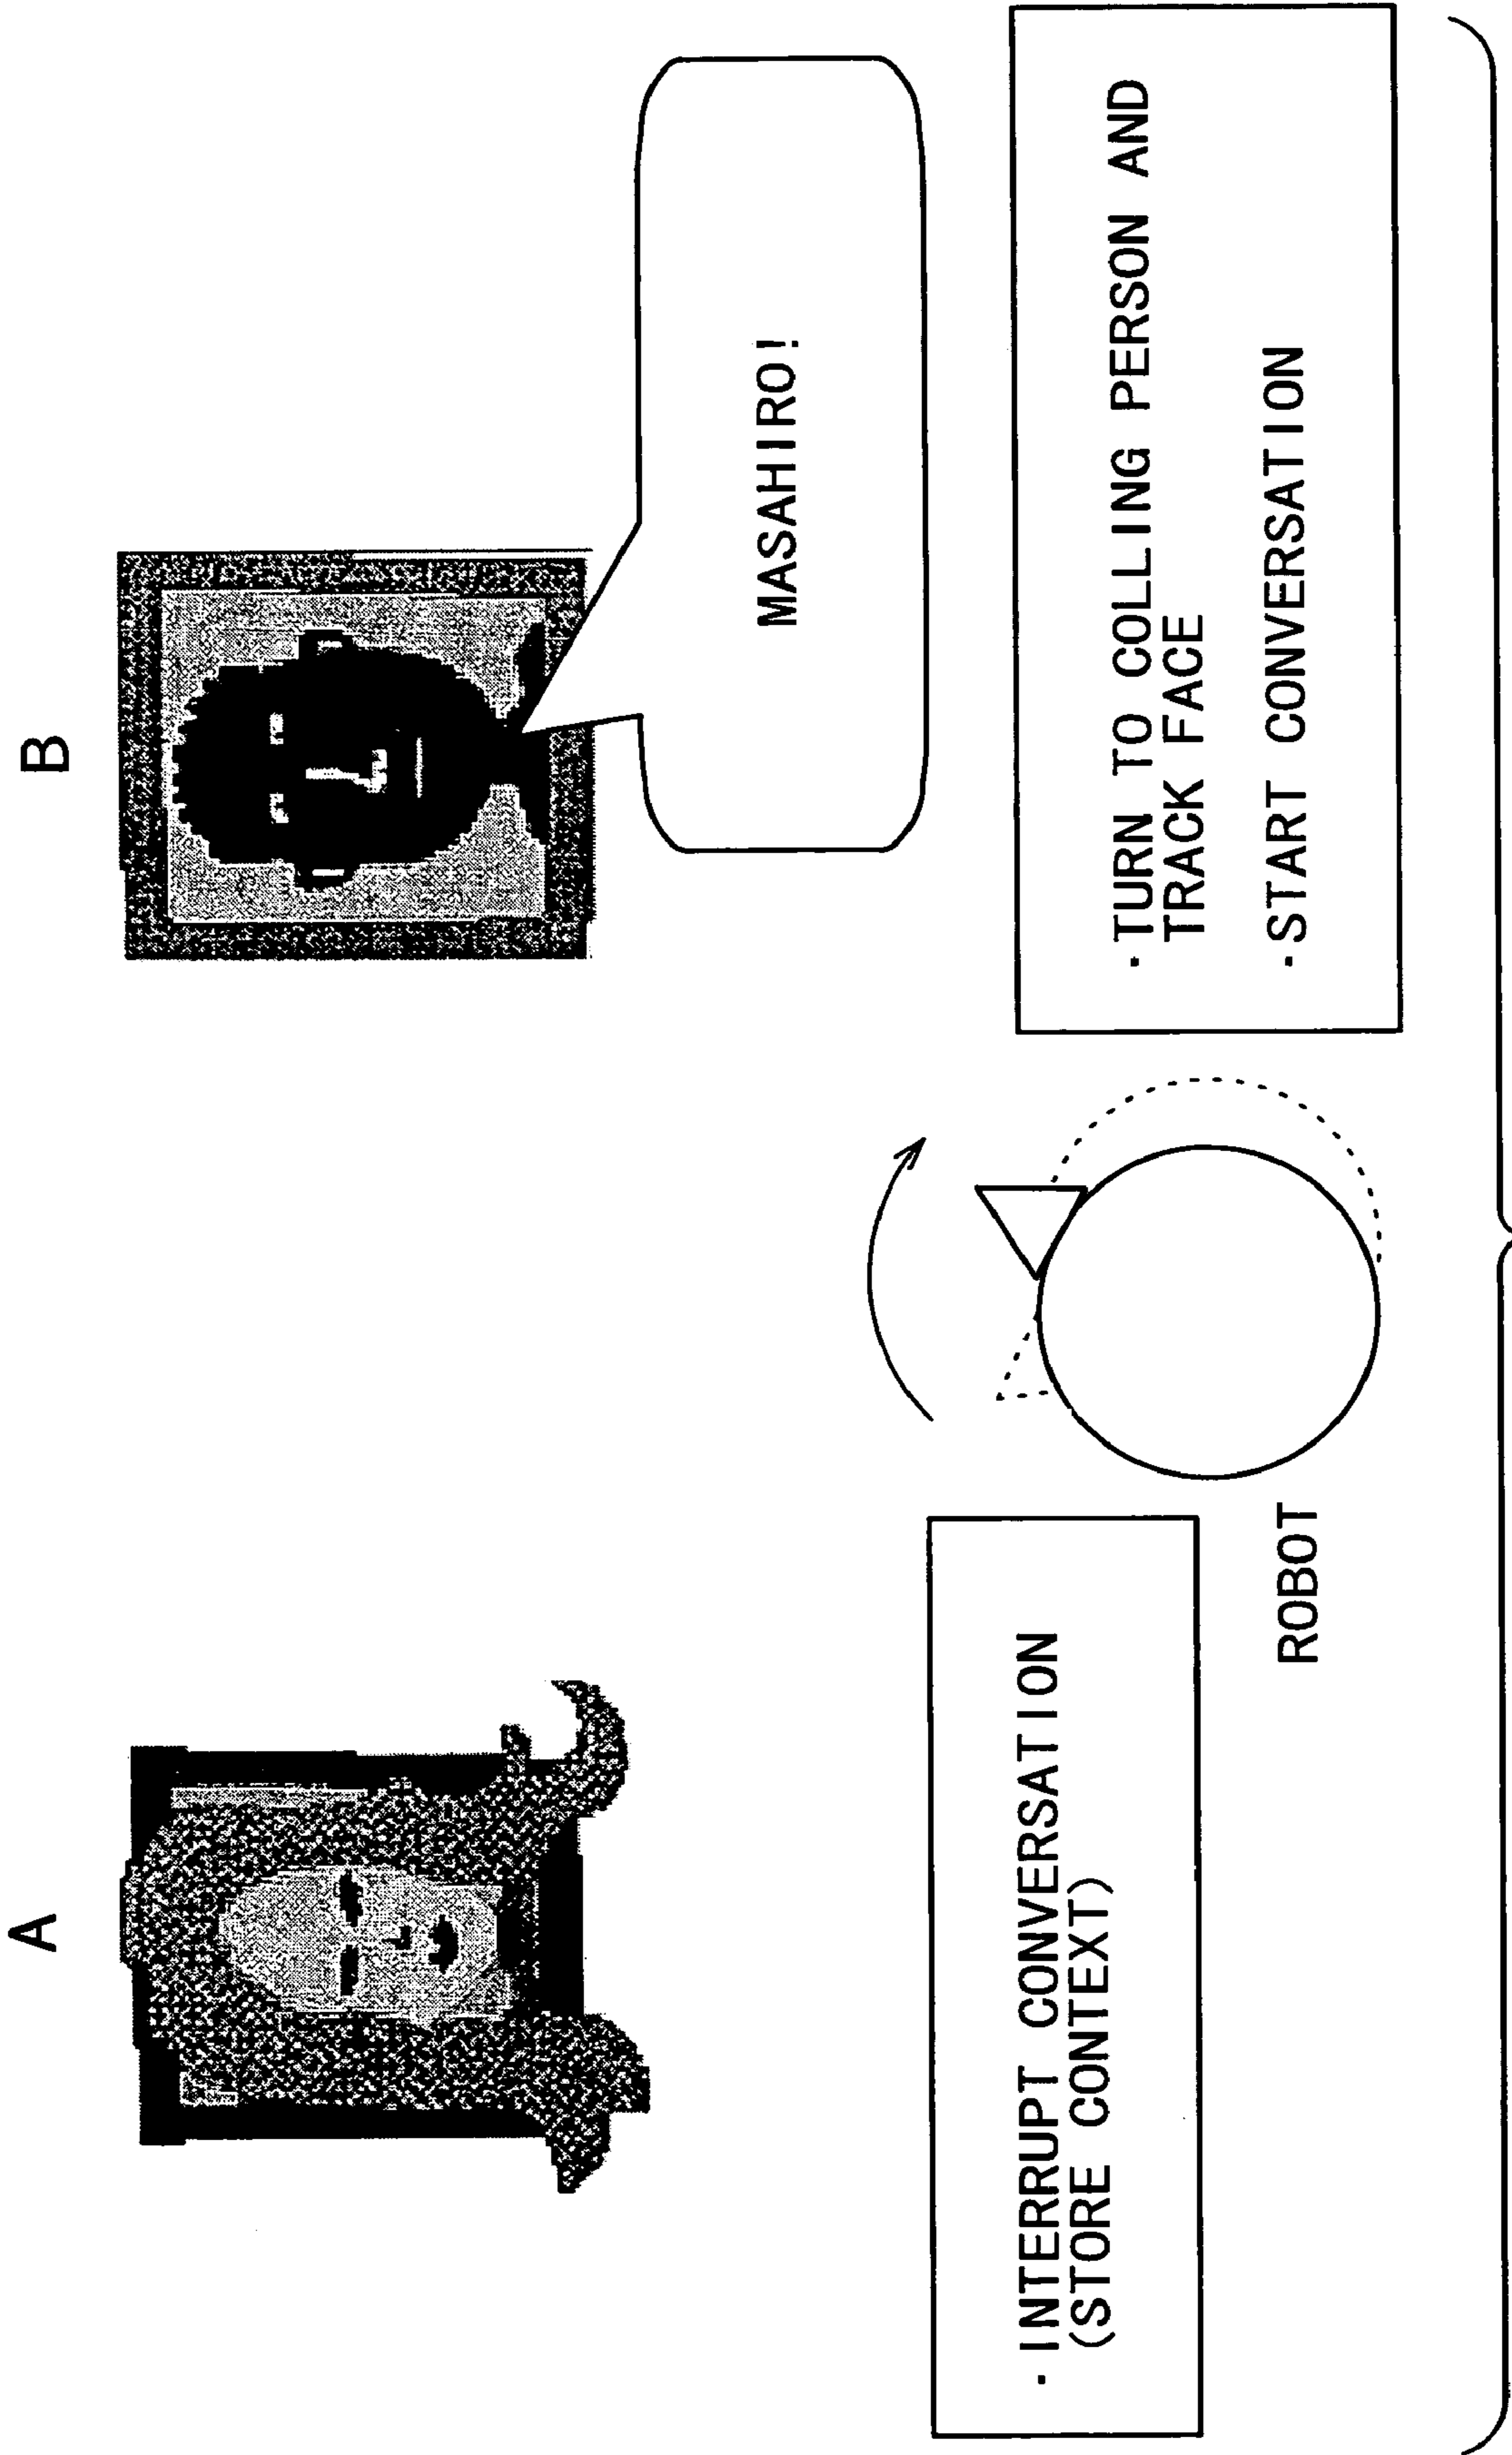 A
B
MASAHIRO!
· INTERRUPT CONVERSATION
(STORE CONTEXT)
ROBOT
· TURN TO COLLING PERSON AND
TRACK FACE
· START CONVERSATION